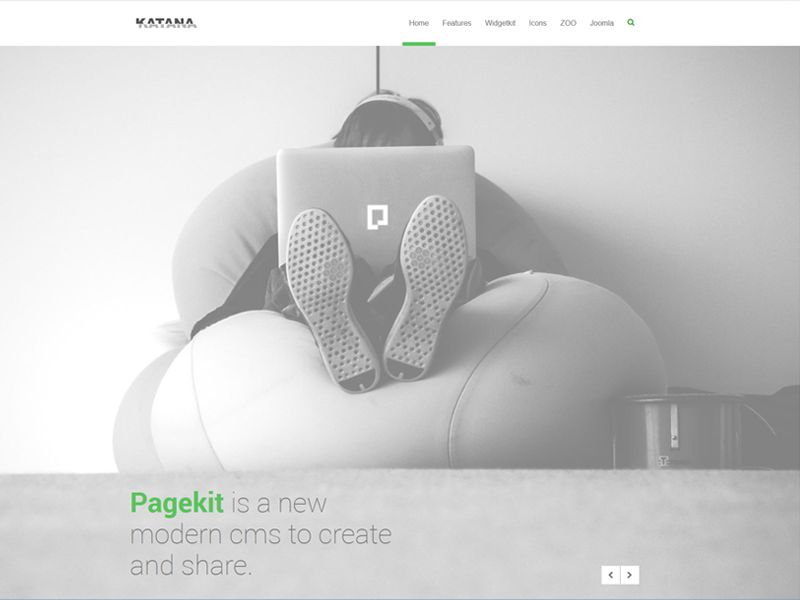 KATANA
Home Features Widgetkit Icons ZOO Joomla
Pagekit is a new
modern cms to create
and share.